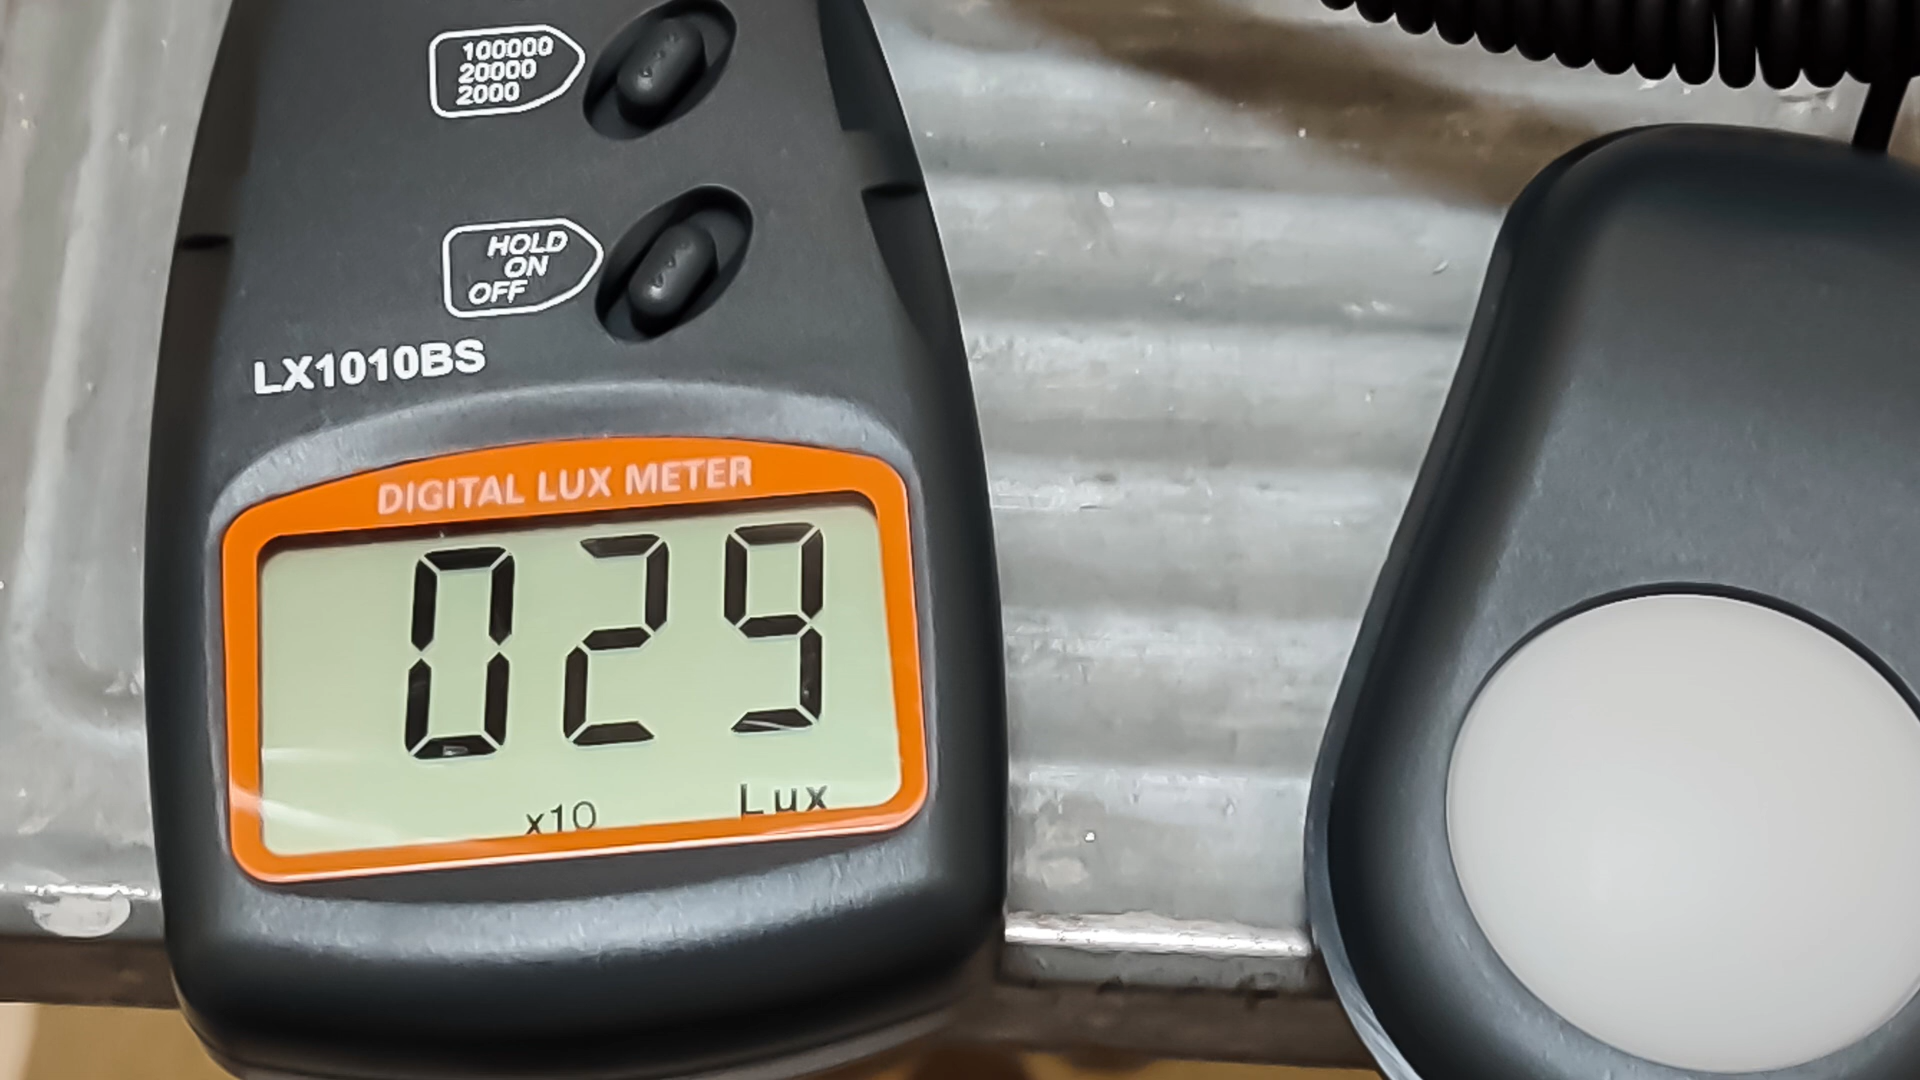 100000
20000
2000
HOLD
ON
OFF
LX1010BS
DIGITAL LUX METER
029
x10 Lux